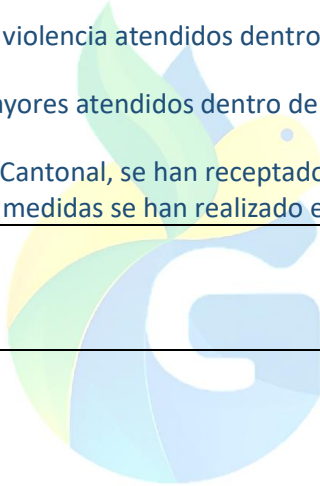 violencia atendidos dentro
yores atendidos dentro de
Cantonal, se han receptado
medidas se han realizado e
G